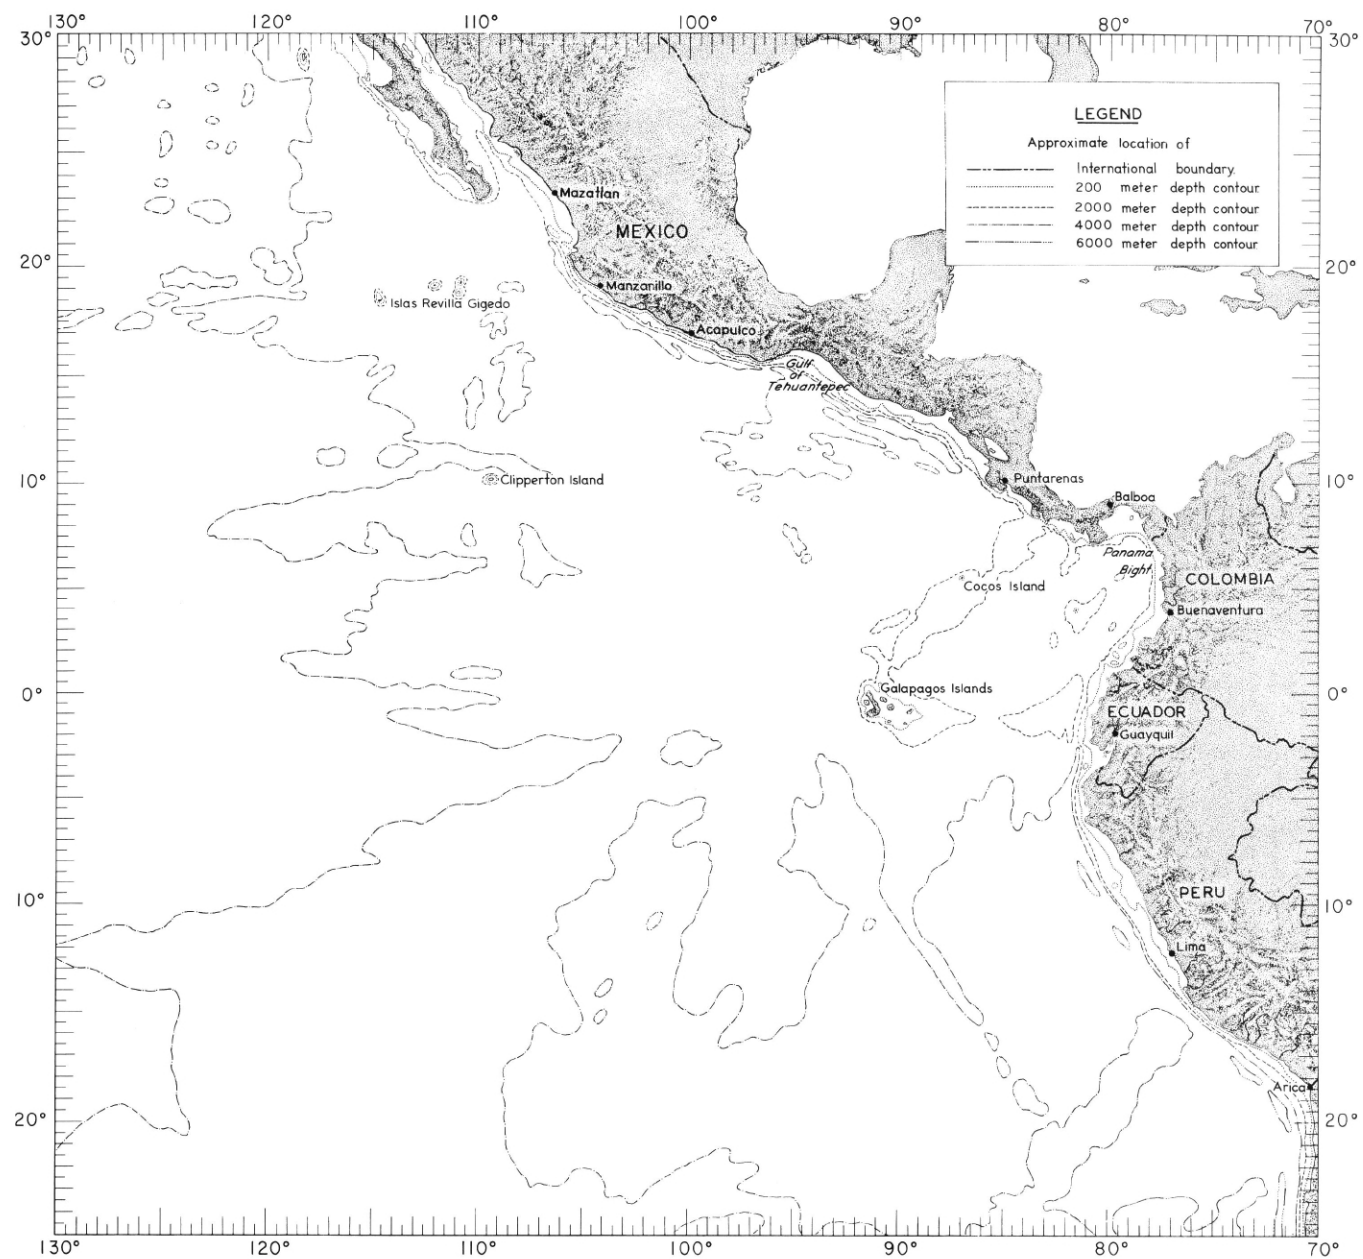 130° 120° 110° 100° 90° 80° 70°
30° 30°
LEGEND
Approximate location of
International boundary.
200 meter depth contour
2000 meter depth contour
4000 meter depth contour
6000 meter depth contour
Mazatlan
MEXICO
20° 20°
Manzanillo
Islas Revilla Gigedo
Acapulco
Gulf
of
Tehuantepec
10° Clipperton Island Puntarenas 10°
Balboa
Panama
Bight
COLOMBIA
Cocos Island
Buenaventura
0° Galapagos Islands 0°
ECUADOR
Guayquil
PERU
10° 10°
Lima
Arica
20° 20°
130° 120° 110° 100° 90° 80° 70°